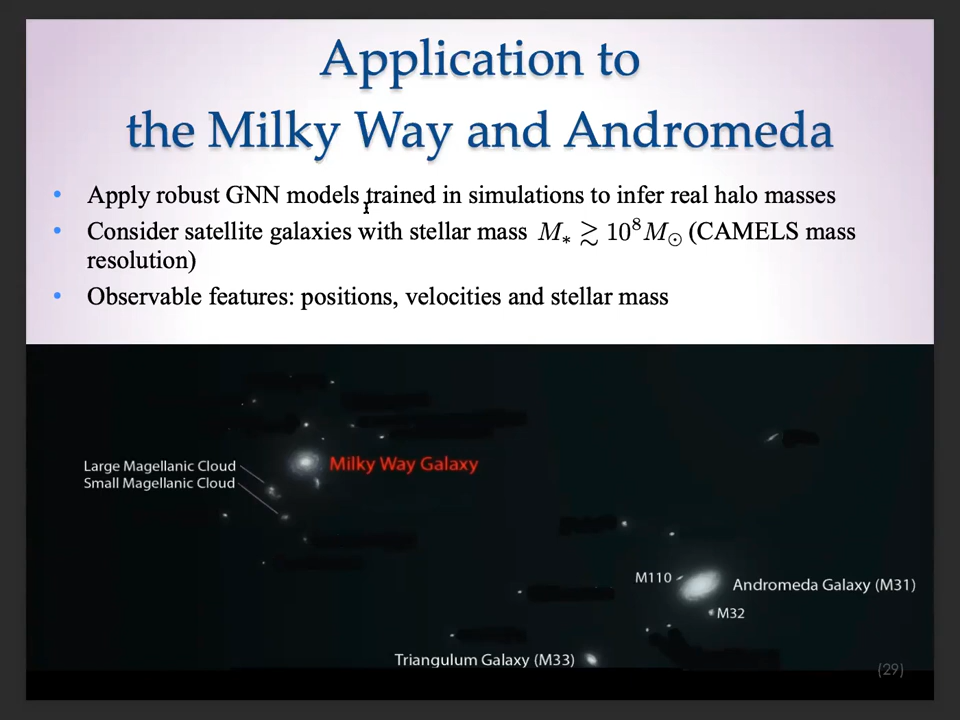 Application to
the Milky Way and Andromeda
• Apply robust GNN models trained in simulations to infer real halo masses
• Consider satellite galaxies with stellar mass M* ≳ 10⁸M⊙ (CAMELS mass
resolution)
• Observable features: positions, velocities and stellar mass
Large Magellanic Cloud
Small Magellanic Cloud
Milky Way Galaxy
M110
Andromeda Galaxy (M31)
M32
Triangulum Galaxy (M33)
(29)